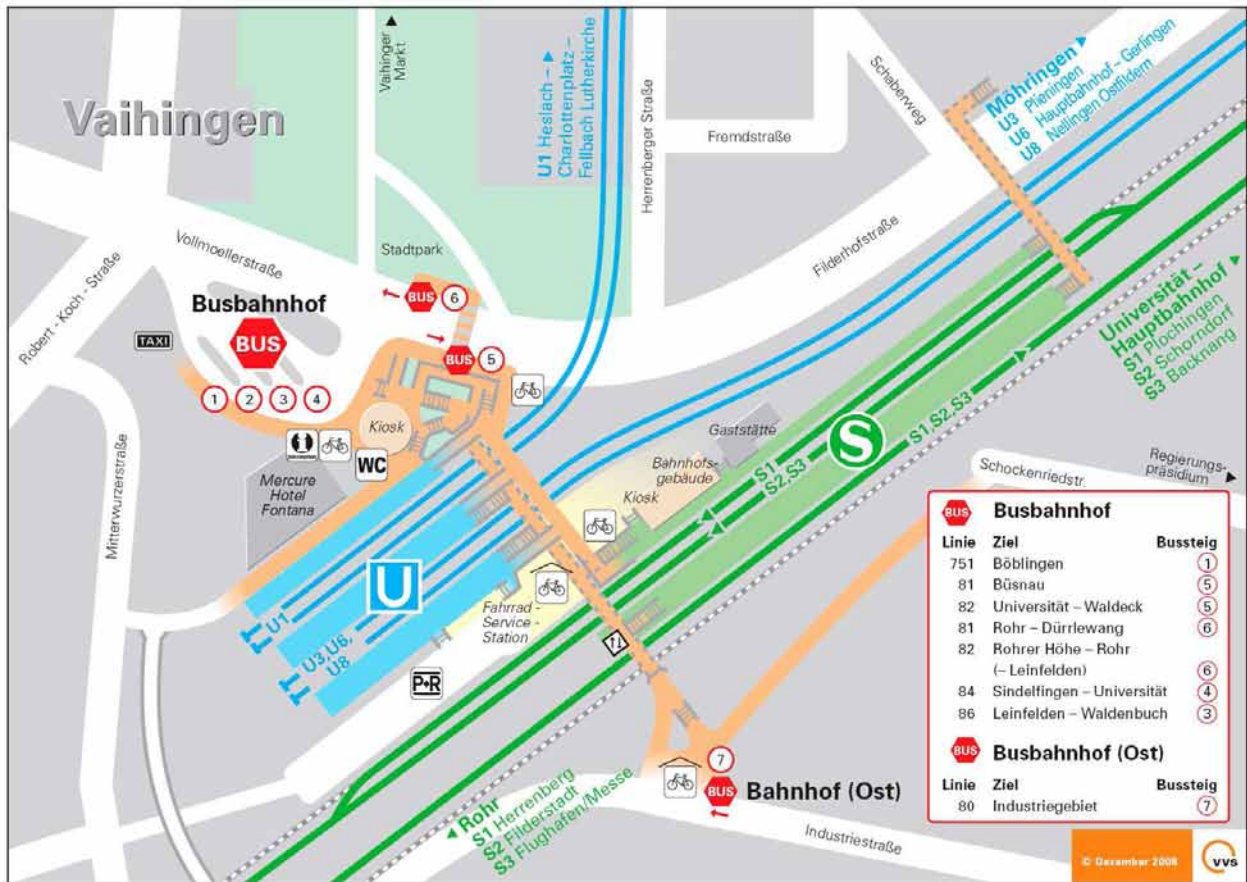 Vaihingen
Vaihinger
Markt
U1 Heslach –
Charlottenplatz –
Fellbach Lutherkirche
Herrenberger Straße
Fremdstraße
Schaberweg
Möhringen
U3 Plieningen
U6 Hauptbahnhof – Gerlingen
U8 Nellingen Ostfildern
Filderhofstraße
Vollmoellerstraße
Stadtpark
Robert - Koch - Straße
Busbahnhof
BUS
BUS 6
BUS 5
TAXI
1 2 3 4
Kiosk
WC
Mercure
Hotel
Fontana
Mitterwurzerstraße
Gaststätte
Bahnhofs-
gebäude
Kiosk
S
S1
S2, S3
S1, S2, S3
Universität –
Hauptbahnhof
S1 Plochingen
S2 Schorndorf
S3 Backnang
Schockenriedstr.
Regierungs-
präsidium
U
U1
U3, U6,
U8
Fahrrad -
Service -
Station
P+R
7
BUS
Bahnhof (Ost)
Industriestraße
Rohr
S1 Herrenberg
S2 Filderstadt
S3 Flughafen/Messe
BUS Busbahnhof
Linie Ziel Bussteig
751 Böblingen 1
81 Büsnau 5
82 Universität – Waldeck 5
81 Rohr – Dürrlewang 6
82 Rohrer Höhe – Rohr
(– Leinfelden) 6
84 Sindelfingen – Universität 4
86 Leinfelden – Waldenbuch 3
BUS Busbahnhof (Ost)
Linie Ziel Bussteig
80 Industriegebiet 7
© Dezember 2008
VVS